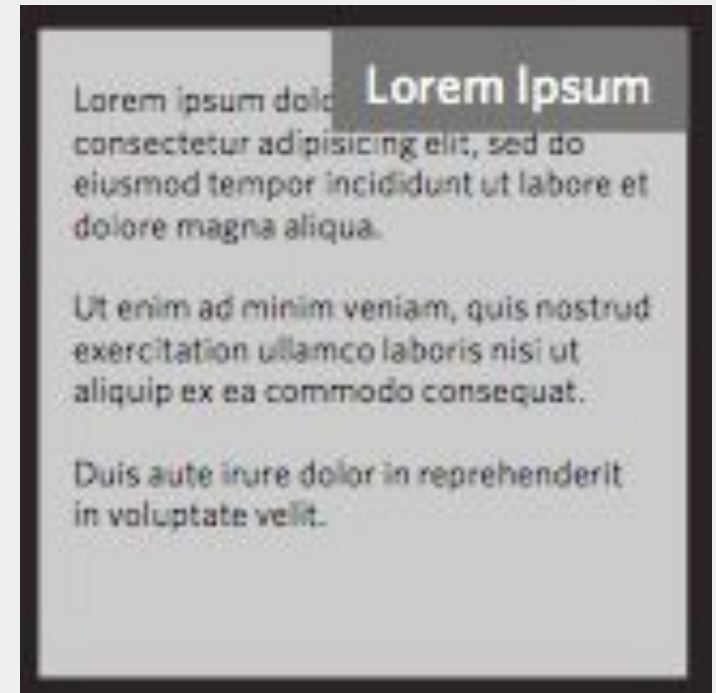 Lorem Ipsum
Lorem ipsum dolo
consectetur adipisicing elit, sed do
eiusmod tempor incididunt ut labore et
dolore magna aliqua.
Ut enim ad minim veniam, quis nostrud
exercitation ullamco laboris nisi ut
aliquip ex ea commodo consequat.
Duis aute irure dolor in reprehenderit
in voluptate velit.